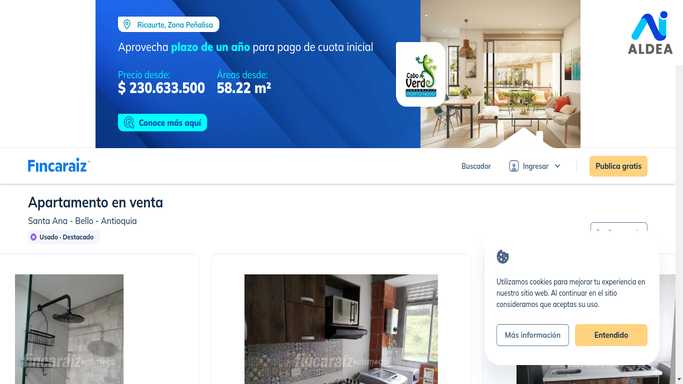 Ricaurte, Zona Peñalisa
Aprovecha plazo de un año para pago de cuota inicial
Precio desde:
$ 230.633.500
Áreas desde:
58.22 m²
Conoce más aquí
Cabo
Verde
ALDEA
Fincaraiz
Buscador
Ingresar
Publica gratis
Apartamento en venta
Santa Ana - Bello - Antioquia
Usado · Destacado
Utilizamos cookies para mejorar tu experiencia en
nuestro sitio web. Al continuar en el sitio
consideramos que aceptas su uso.
Más información
Entendido
fincaraiz
fincaraiz